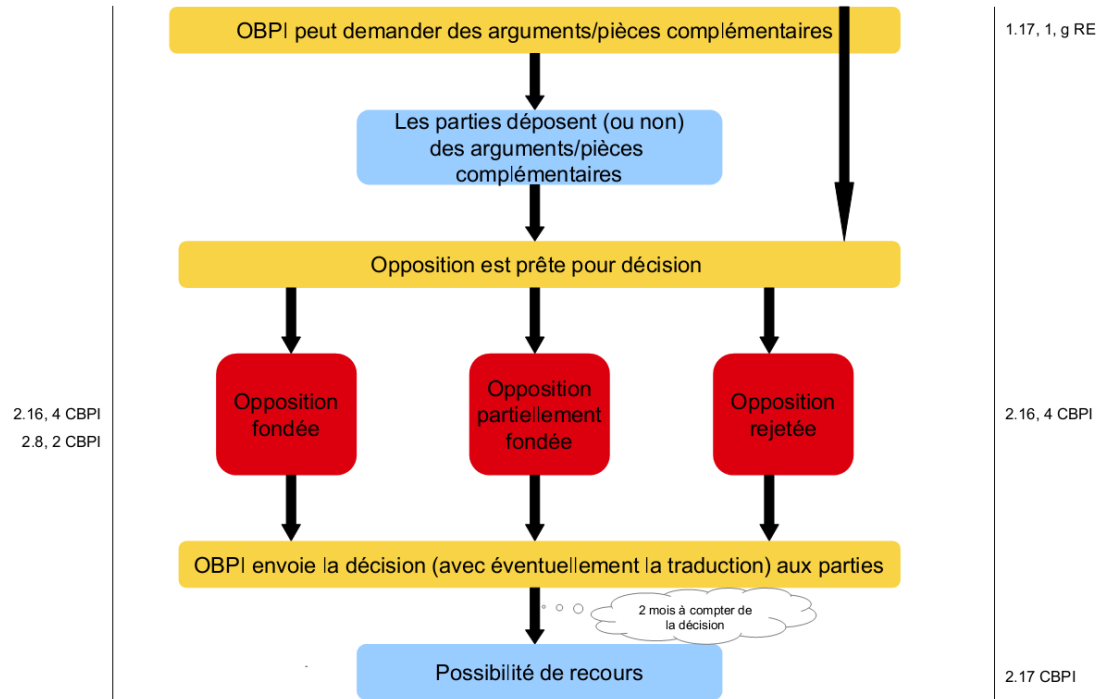 OBPI peut demander des arguments/pièces complémentaires
1.17, 1, g RE
Les parties déposent (ou non)
des arguments/pièces
complémentaires
Opposition est prête pour décision
2.16, 4 CBPI
2.8, 2 CBPI
Opposition
fondée
Opposition
partiellement
fondée
Opposition
rejetée
2.16, 4 CBPI
OBPI envoie la décision (avec éventuellement la traduction) aux parties
2 mois à compter de
la décision
Possibilité de recours
2.17 CBPI